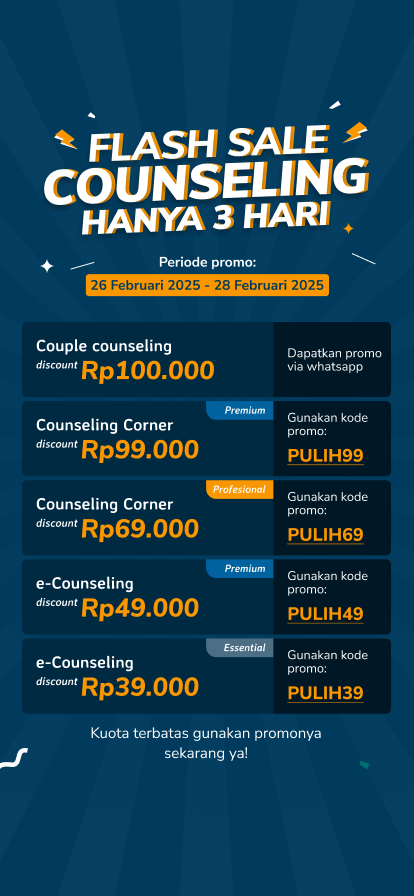 FLASH SALE
COUNSELING
HANYA 3 HARI
Periode promo:
26 Februari 2025 - 28 Februari 2025
Couple counseling
discount Rp100.000
Dapatkan promo
via whatsapp
Premium
Counseling Corner
discount Rp99.000
Gunakan kode
promo:
PULIH99
Profesional
Counseling Corner
discount Rp69.000
Gunakan kode
promo:
PULIH69
Premium
e-Counseling
discount Rp49.000
Gunakan kode
promo:
PULIH49
Essential
e-Counseling
discount Rp39.000
Gunakan kode
promo:
PULIH39
Kuota terbatas gunakan promonya
sekarang ya!